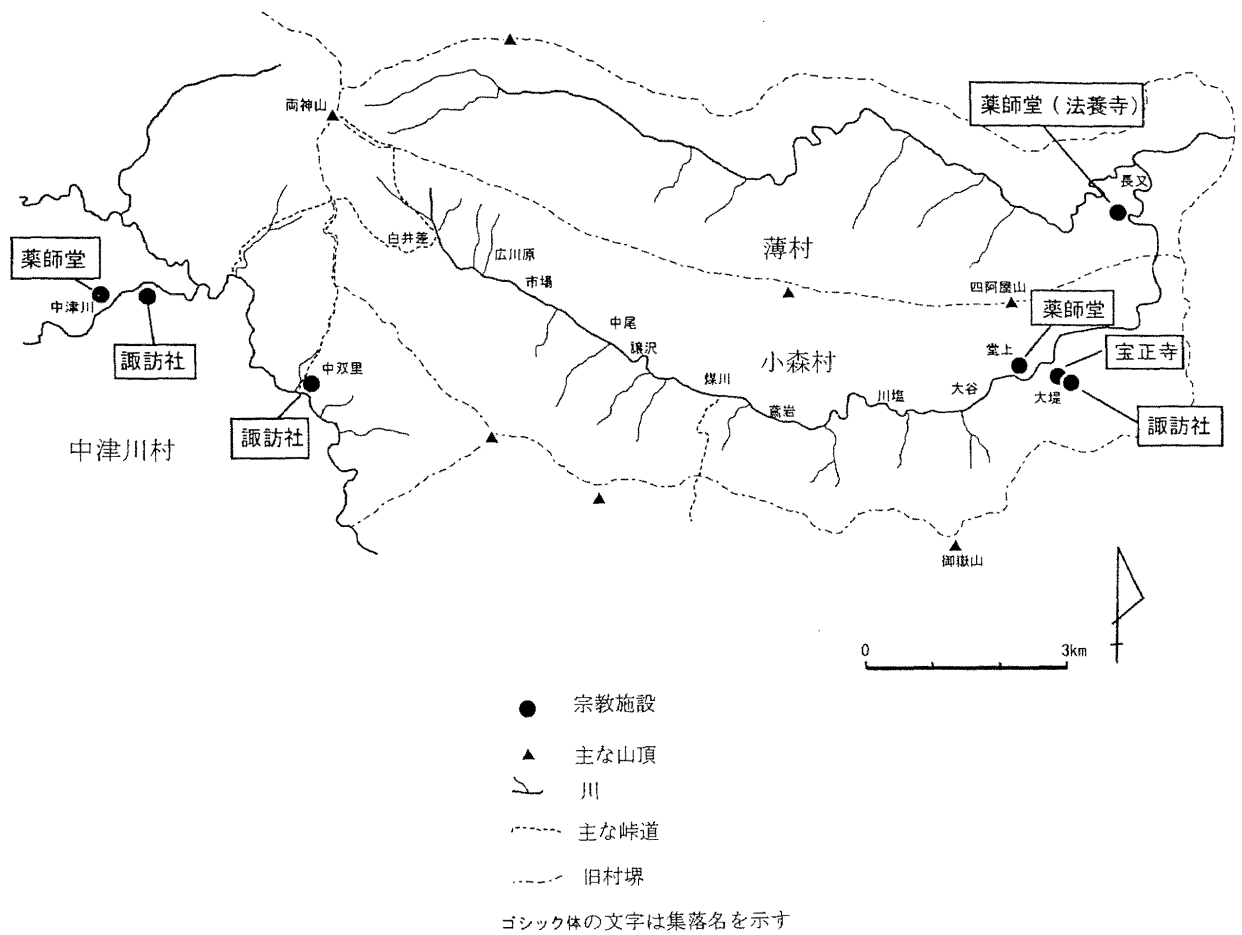 両神山
薬師堂（法養寺）
長又
白井差
広川原
薄村
薬師堂
中津川
市場
四阿屋山
薬師堂
諏訪社
中尾
譲沢
小森村
堂上
宝正寺
中双里
煤川
鳶岩
川塩
大谷
大堤
諏訪社
諏訪社
中津川村
御嶽山
0 3km
宗教施設
主な山頂
川
主な峠道
旧村堺
ゴシック体の文字は集落名を示す